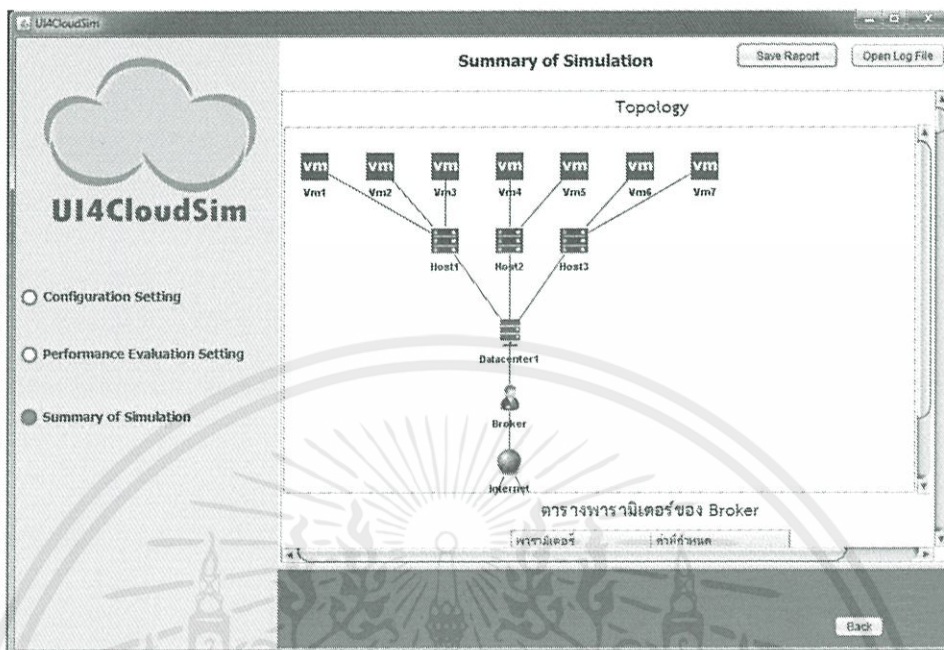 UI4CloudSim
Summary of Simulation
Save Report
Open Log File
UI4CloudSim
Configuration Setting
Performance Evaluation Setting
Summary of Simulation
Topology
vm vm vm vm vm vm vm
Vm1 Vm2 Vm3 Vm4 Vm5 Vm6 Vm7
Host1 Host2 Host3
Datacenter1
Broker
Internet
ตารางพารามิเตอร์ของ Broker
พารามิเตอร์ ค่าที่กำหนด
Back